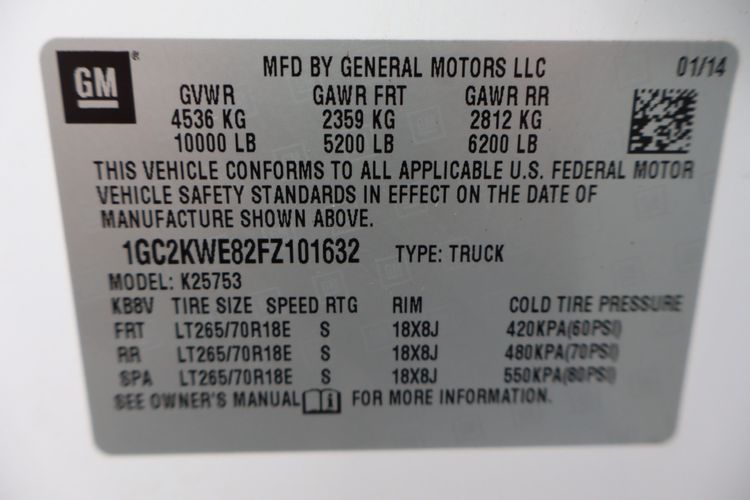 GM
MFD BY GENERAL MOTORS LLC 01/14
GVWR GAWR FRT GAWR RR
4536 KG 2359 KG 2812 KG
10000 LB 5200 LB 6200 LB
THIS VEHICLE CONFORMS TO ALL APPLICABLE U.S. FEDERAL MOTOR
VEHICLE SAFETY STANDARDS IN EFFECT ON THE DATE OF
MANUFACTURE SHOWN ABOVE.
1GC2KWE82FZ101632 TYPE: TRUCK
MODEL: K25753
KB8V TIRE SIZE SPEED RTG RIM COLD TIRE PRESSURE
FRT LT265/70R18E S 18X8J 420KPA(60PSI)
RR LT265/70R18E S 18X8J 480KPA(70PSI)
SPA LT265/70R18E S 18X8J 550KPA(80PSI)
SEE OWNER'S MANUAL FOR MORE INFORMATION.